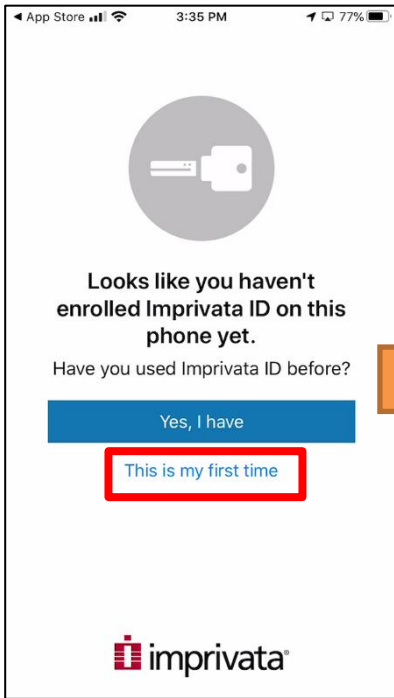 App Store 3:35 PM 77%
Looks like you haven't
enrolled Imprivata ID on this
phone yet.
Have you used Imprivata ID before?
Yes, I have
This is my first time
imprivata®